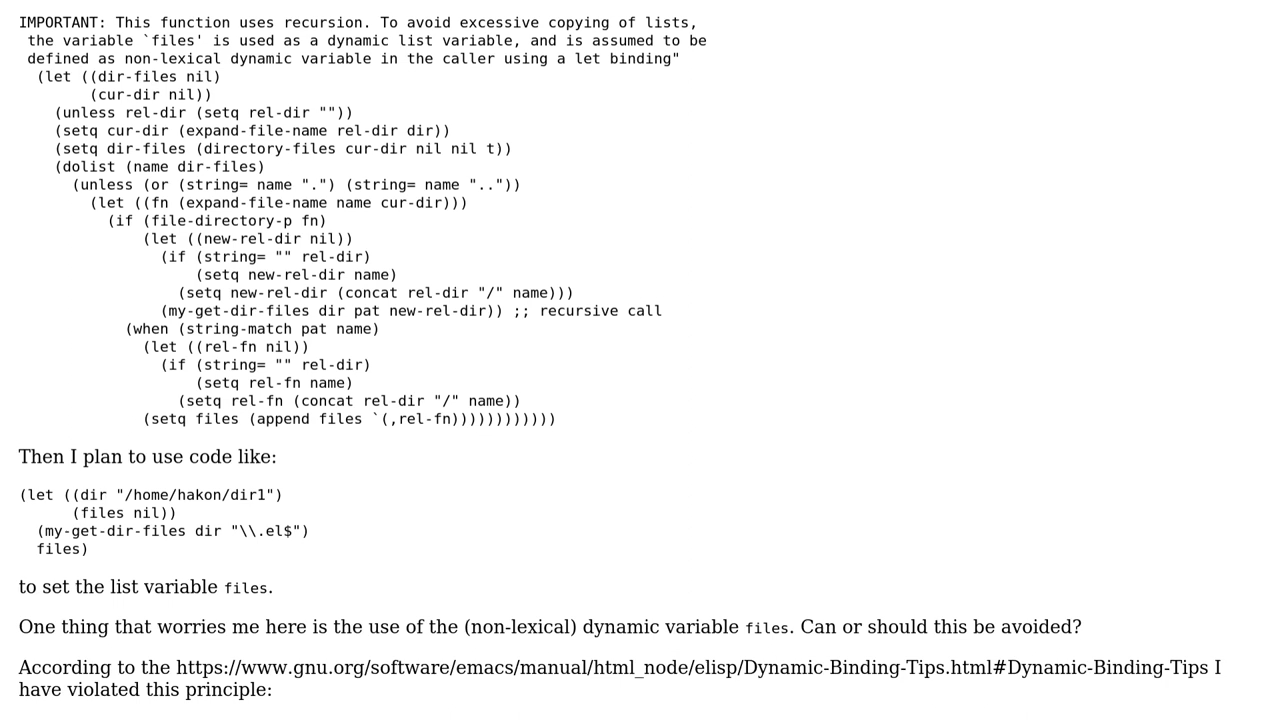 IMPORTANT: This function uses recursion. To avoid excessive copying of lists,
 the variable `files' is used as a dynamic list variable, and is assumed to be
 defined as non-lexical dynamic variable in the caller using a let binding"
  (let ((dir-files nil)
        (cur-dir nil))
    (unless rel-dir (setq rel-dir ""))
    (setq cur-dir (expand-file-name rel-dir dir))
    (setq dir-files (directory-files cur-dir nil nil t))
    (dolist (name dir-files)
      (unless (or (string= name ".") (string= name ".."))
        (let ((fn (expand-file-name name cur-dir)))
          (if (file-directory-p fn)
              (let ((new-rel-dir nil))
                (if (string= "" rel-dir)
                    (setq new-rel-dir name)
                  (setq new-rel-dir (concat rel-dir "/" name)))
                (my-get-dir-files dir pat new-rel-dir)) ;; recursive call
            (when (string-match pat name)
              (let ((rel-fn nil))
                (if (string= "" rel-dir)
                    (setq rel-fn name)
                  (setq rel-fn (concat rel-dir "/" name))
              (setq files (append files `(,rel-fn))))))))))))
Then I plan to use code like:
(let ((dir "/home/hakon/dir1")
      (files nil))
  (my-get-dir-files dir "\\.el$")
  files)
to set the list variable files.
One thing that worries me here is the use of the (non-lexical) dynamic variable files. Can or should this be avoided?
According to the https://www.gnu.org/software/emacs/manual/html_node/elisp/Dynamic-Binding-Tips.html#Dynamic-Binding-Tips I
have violated this principle: